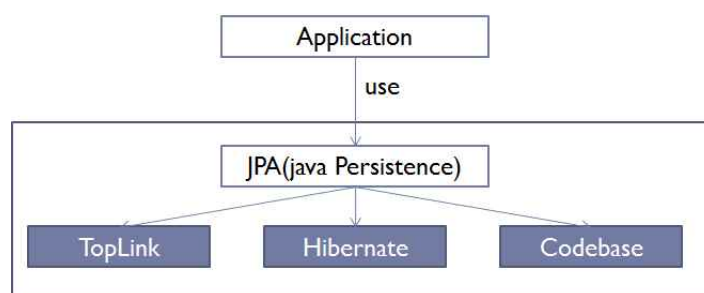 Application
use
JPA(java Persistence)
TopLink
Hibernate
Codebase